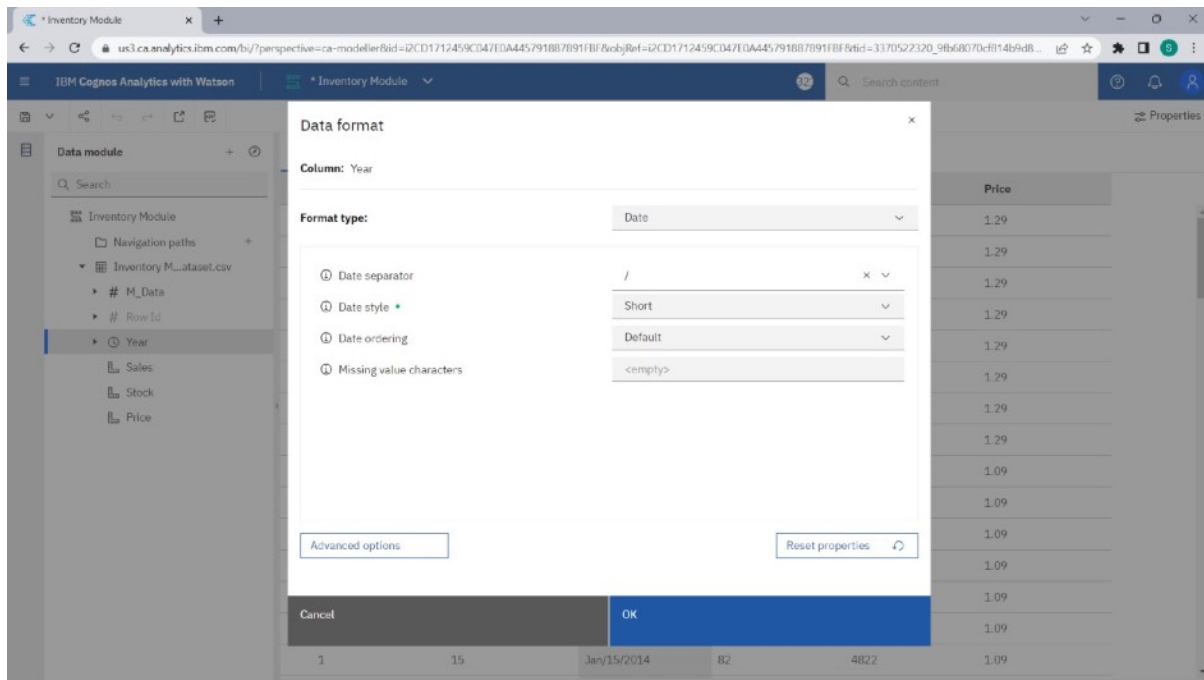 * Inventory Module
us3.ca.analytics.ibm.com/bi/?perspective=ca-modeller&id=i2CD1712459C047E0A445791887891FBF&objRef=i2CD1712459C047E0A445791887891FBF&tid=3370522320_9fb68070cf814b9d8...
S
IBM Cognos Analytics with Watson
* Inventory Module
32
Search content
Properties
Data module
Search
Inventory Module
Navigation paths
Inventory M...ataset.csv
# M_Data
# Row Id
Year
Sales
Stock
Price
Data format
Column: Year
Format type:
Date
Date separator
/
Date style
Short
Date ordering
Default
Missing value characters
<empty>
Advanced options
Reset properties
Cancel
OK
Price
1.29
1.29
1.29
1.29
1.29
1.29
1.29
1.29
1.09
1.09
1.09
1.09
1.09
1.09
1 15 Jan/15/2014 82 4822 1.09